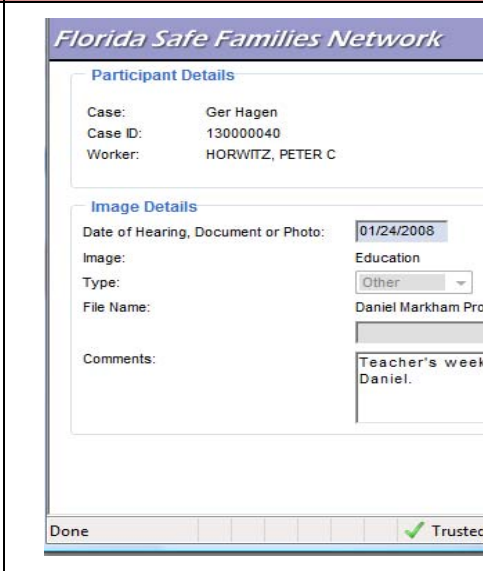 Florida Safe Families Network
Participant Details
Case: Ger Hagen
Case ID: 130000040
Worker: HORWITZ, PETER C
Image Details
Date of Hearing, Document or Photo: 01/24/2008
Image: Education
Type: Other
File Name: Daniel Markham Pro
Comments: Teacher's week
Daniel.
Done Trusted